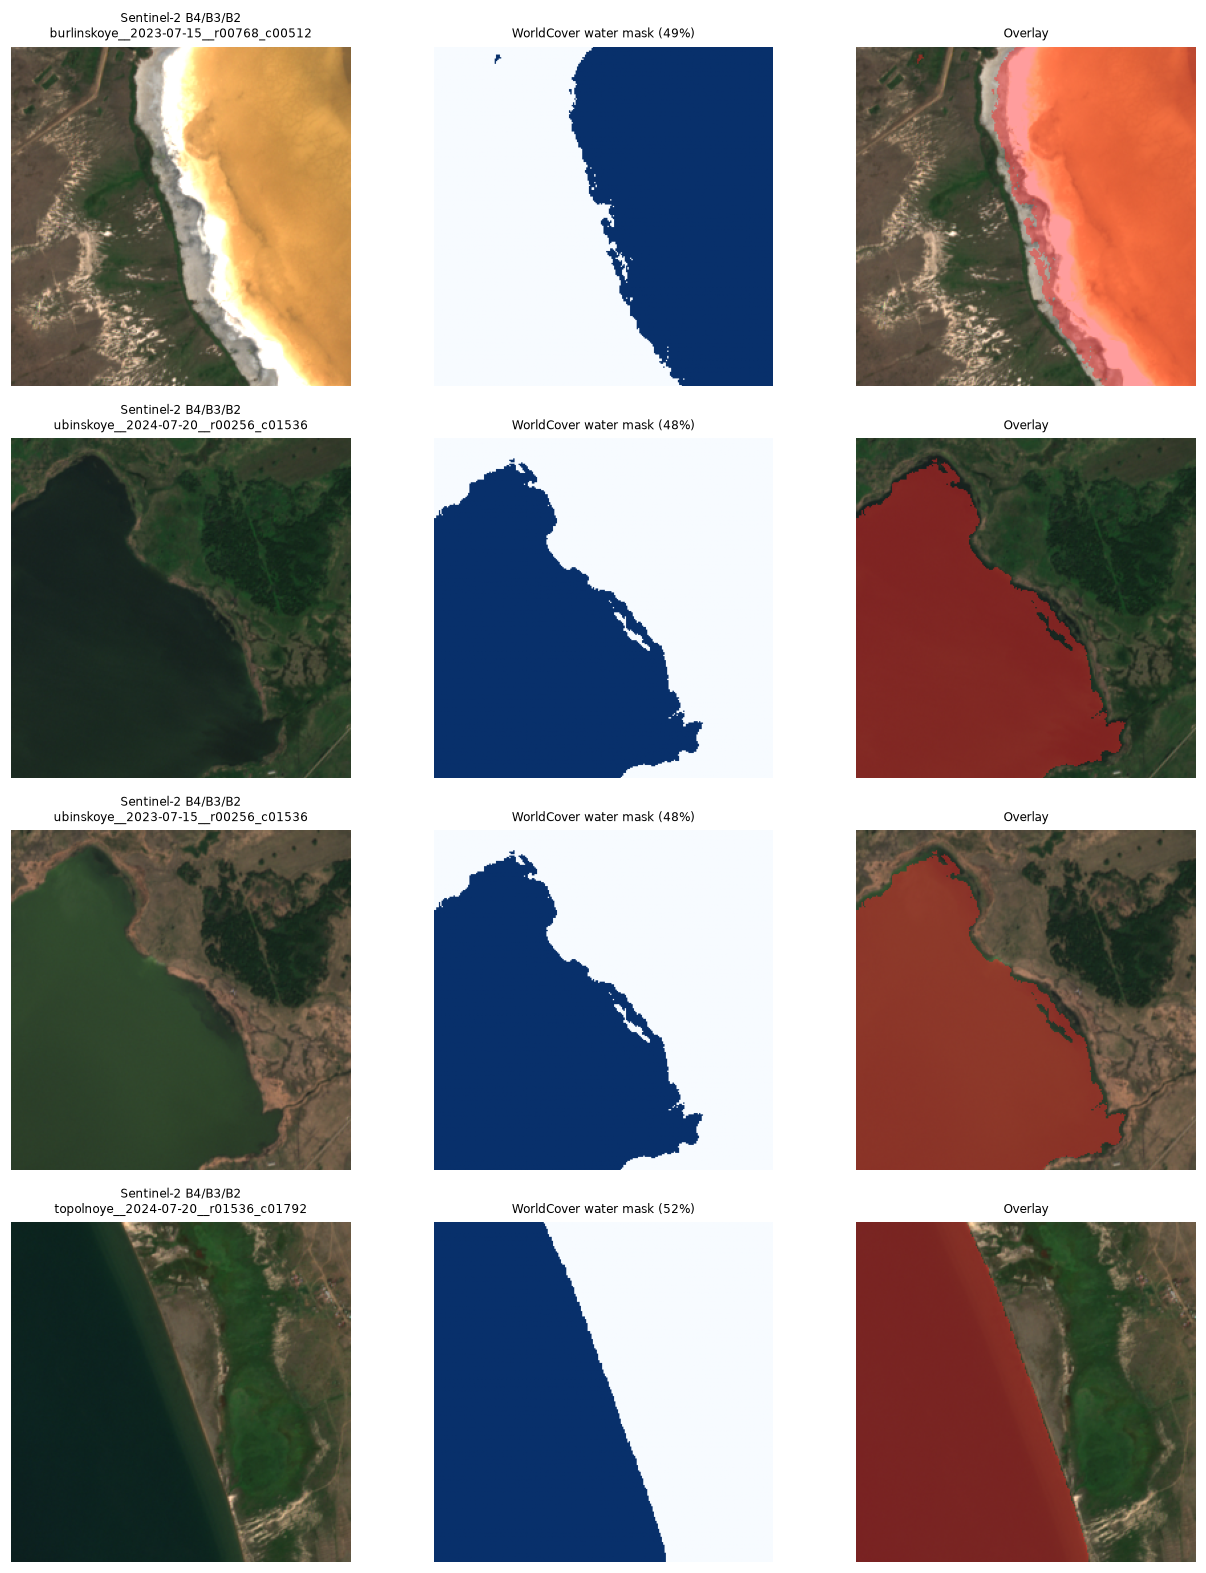 Sentinel-2 B4/B3/B2
burlinskoye__2023-07-15__r00768_c00512
WorldCover water mask (49%)
Overlay
Sentinel-2 B4/B3/B2
ubinskoye__2024-07-20__r00256_c01536
WorldCover water mask (48%)
Overlay
Sentinel-2 B4/B3/B2
ubinskoye__2023-07-15__r00256_c01536
WorldCover water mask (48%)
Overlay
Sentinel-2 B4/B3/B2
topolnoye__2024-07-20__r01536_c01792
WorldCover water mask (52%)
Overlay